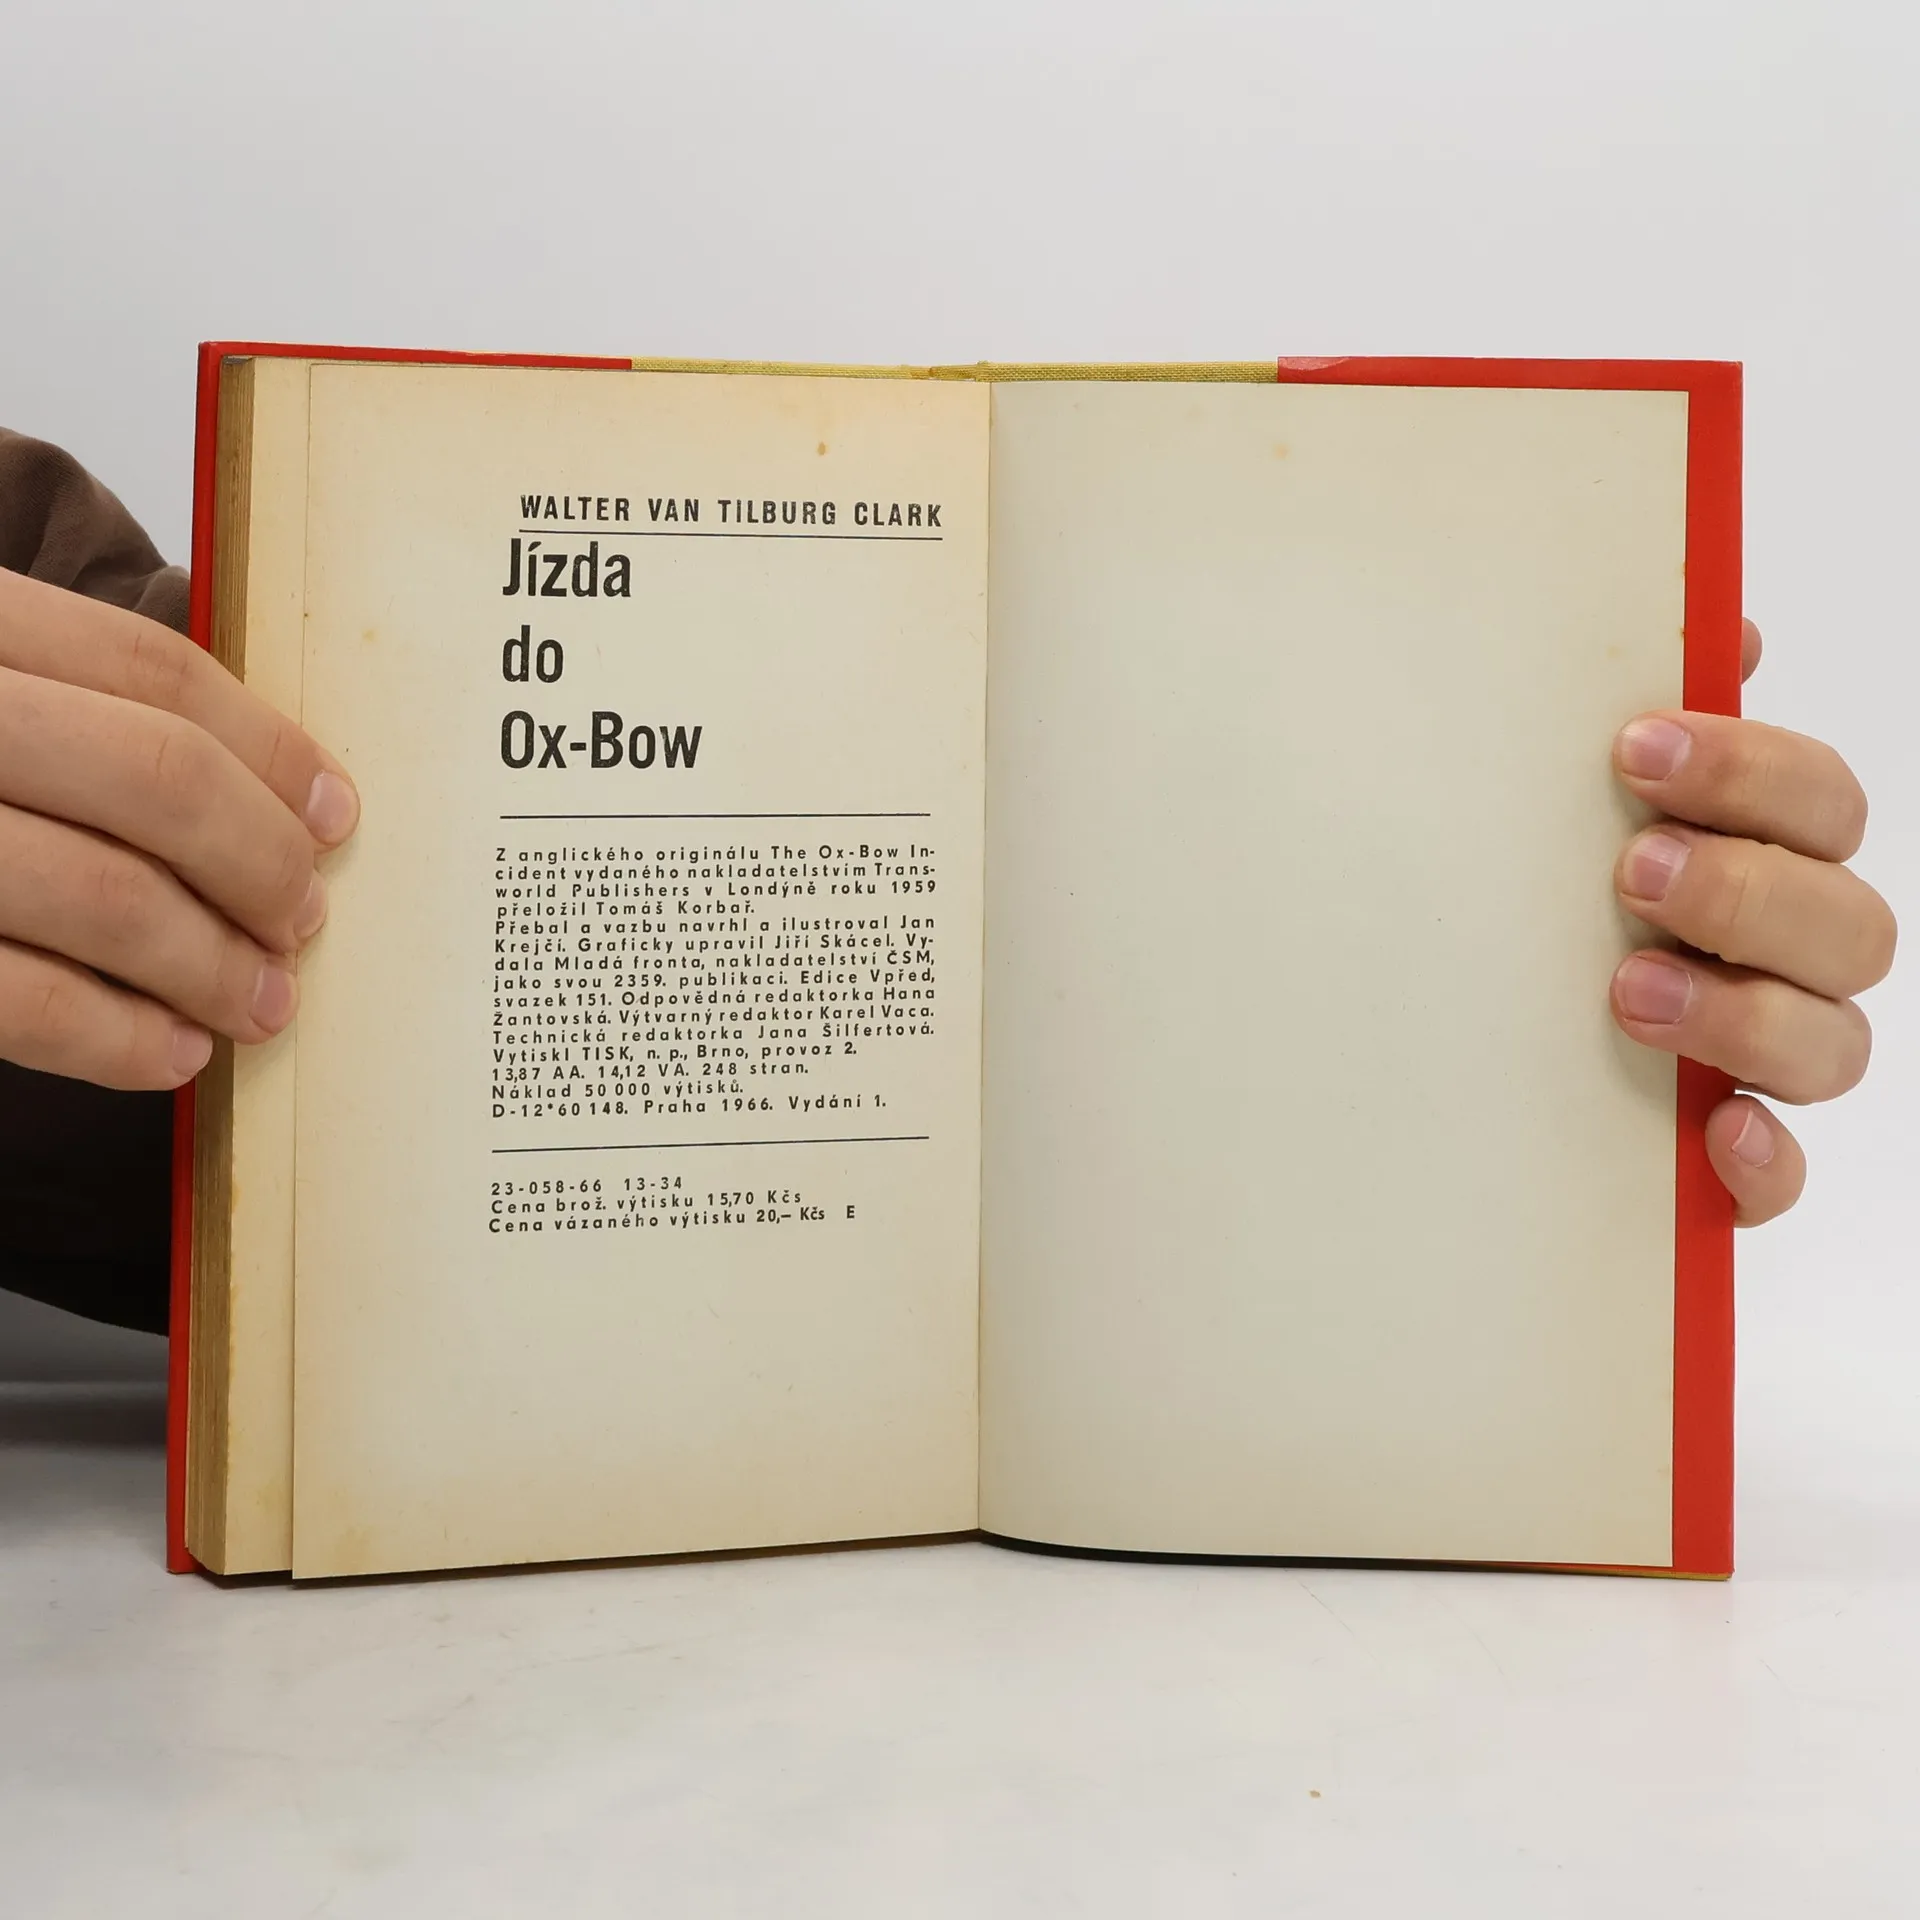 WALTER VAN TILBURG CLARK
Jízda
do
Ox-Bow
Z anglického originálu The Ox-Bow In-
cident vydaného nakladatelstvím Trans-
world Publishers v Londýně roku 1959
přeložil Tomáš Korbař.
Přebal a vazbu navrhl a ilustroval Jan
Krejčí. Graficky upravil Jiří Skácel. Vy-
dala Mladá fronta, nakladatelství ČSM,
jako svou 2359. publikaci. Edice Vpřed,
svazek 151. Odpovědná redaktorka Hana
Žantovská. Výtvarný redaktor Karel Vaca.
Technická redaktorka Jana Šilfertová.
Vytiskl TISK, n. p., Brno, provoz 2.
13,87 AA. 14,12 VA. 248 stran.
Náklad 50 000 výtisků.
D-12*60148. Praha 1966. Vydání 1.
23-058-66 13-34
Cena brož. výtisku 15,70 Kčs
Cena vázaného výtisku 20,— Kčs E